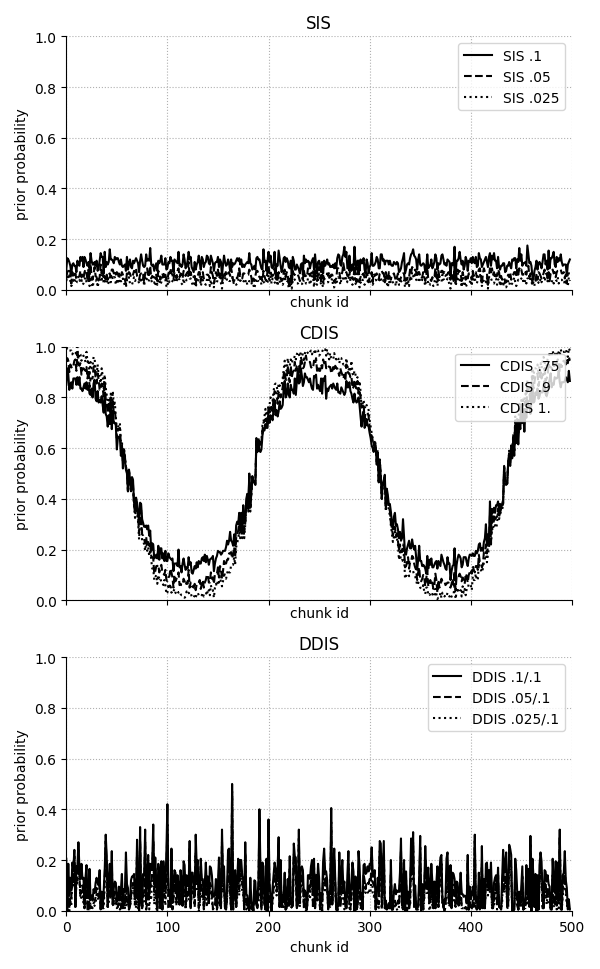 SIS
1.0
0.8
0.6
0.4
0.2
0.0
prior probability
SIS .1
SIS .05
SIS .025
chunk id
CDIS
1.0
0.8
0.6
0.4
0.2
0.0
prior probability
CDIS .75
CDIS .9
CDIS 1.
chunk id
DDIS
1.0
0.8
0.6
0.4
0.2
0.0
prior probability
DDIS .1/.1
DDIS .05/.1
DDIS .025/.1
0 100 200 300 400 500
chunk id